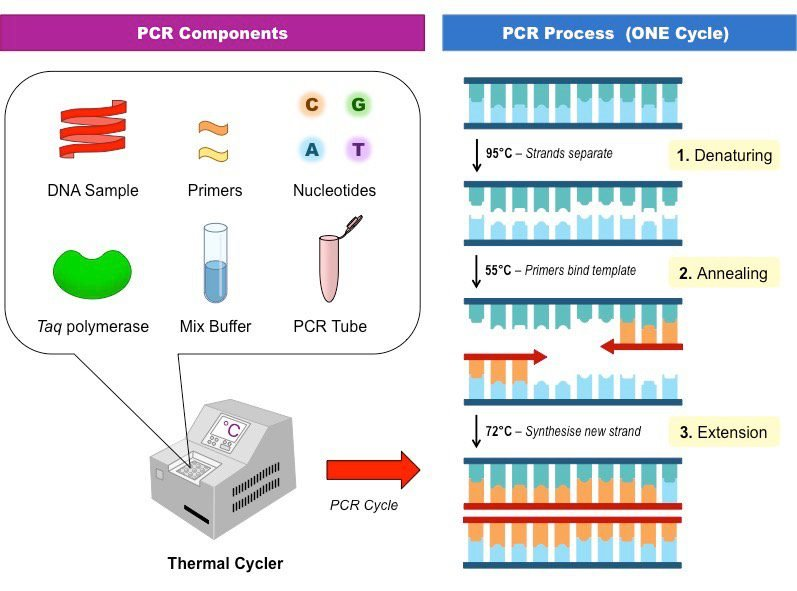 PCR Components
PCR Process (ONE Cycle)
C
G
A
T
DNA Sample
Primers
Nucleotides
Taq polymerase
Mix Buffer
PCR Tube
°C
Thermal Cycler
PCR Cycle
95°C – Strands separate
1. Denaturing
55°C – Primers bind template
2. Annealing
72°C – Synthesise new strand
3. Extension